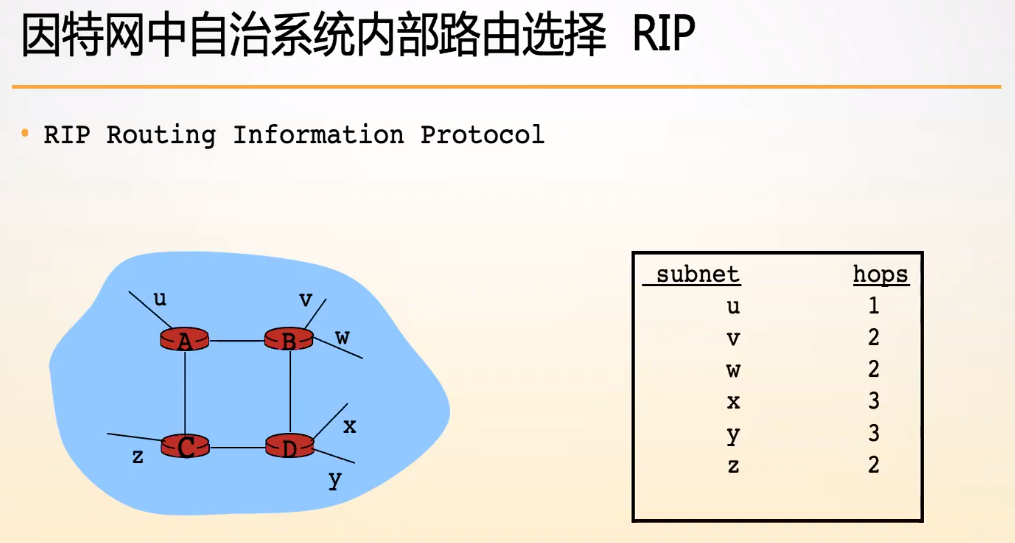 因特网中自治系统内部路由选择 RIP
• RIP Routing Information Protocol
u
v
A
B
w
C
D
x
z
y
subnet hops
u 1
v 2
w 2
x 3
y 3
z 2